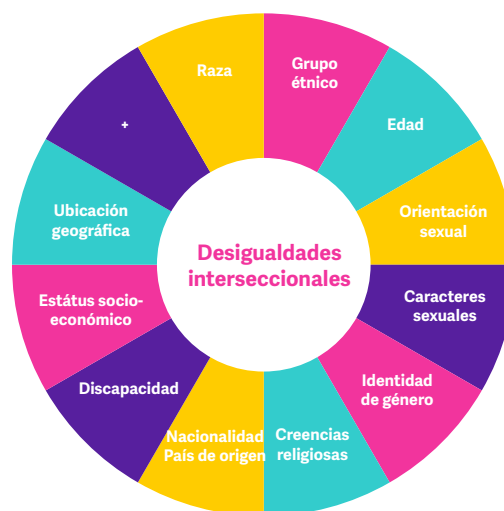 Raza
Grupo
étnico
Edad
Orientación
sexual
Caracteres
sexuales
Identidad
de género
Creencias
religiosas
Nacionalidad
País de origen
Discapacidad
Estátus socio-
económico
Ubicación
geográfica
+
Desigualdades
interseccionales